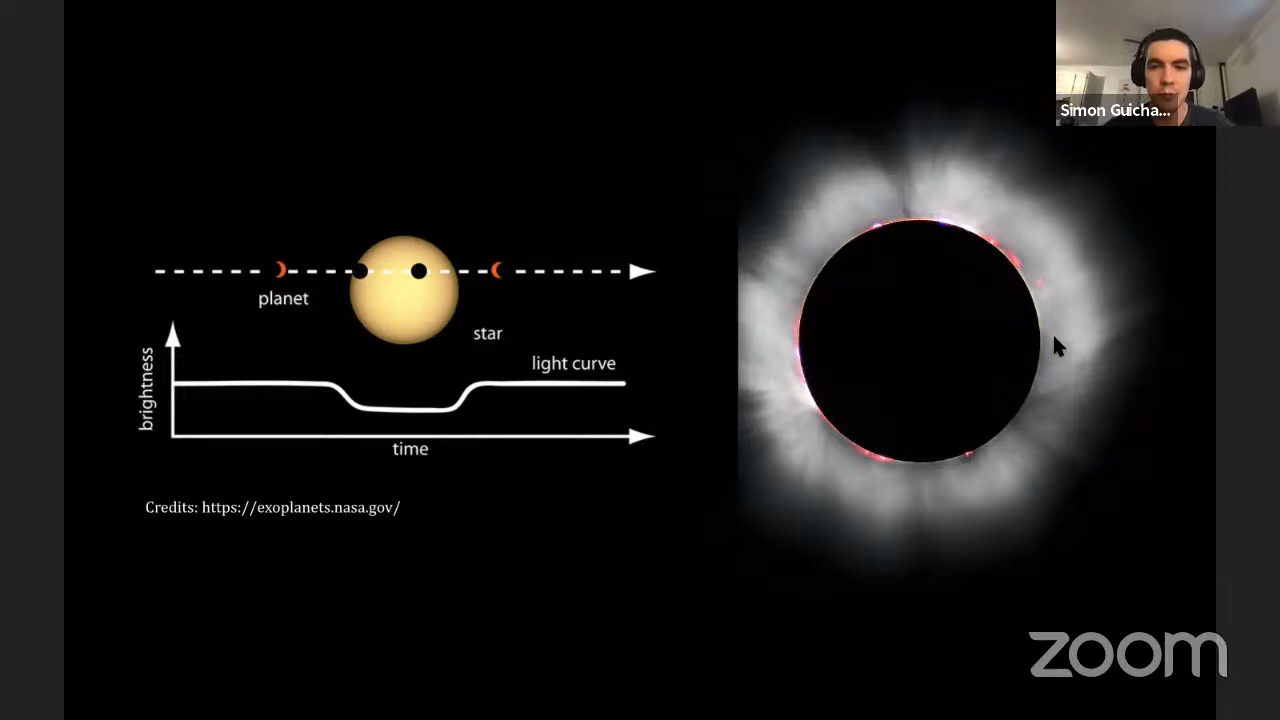 Simon Guicha...
planet
star
light curve
brightness
time
Credits: https://exoplanets.nasa.gov/
zoom